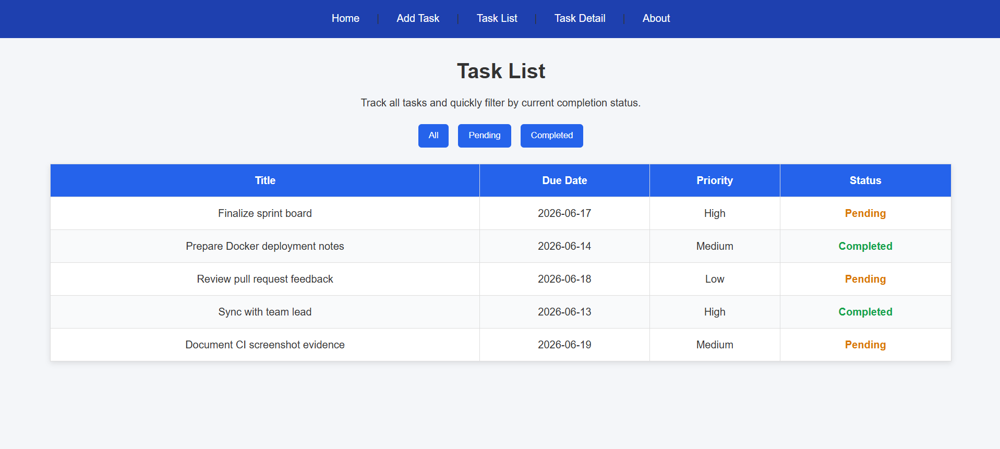 Home | Add Task | Task List | Task Detail | About
Task List
Track all tasks and quickly filter by current completion status.
All Pending Completed
Title Due Date Priority Status
Finalize sprint board 2026-06-17 High Pending
Prepare Docker deployment notes 2026-06-14 Medium Completed
Review pull request feedback 2026-06-18 Low Pending
Sync with team lead 2026-06-13 High Completed
Document CI screenshot evidence 2026-06-19 Medium Pending